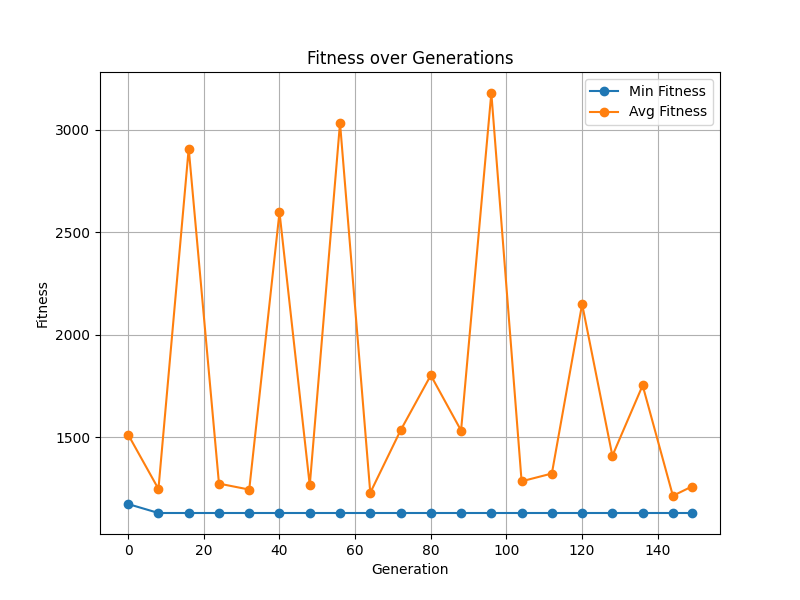 Fitness over Generations
Min Fitness
Avg Fitness
3000
2500
2000
1500
Fitness
0 20 40 60 80 100 120 140
Generation